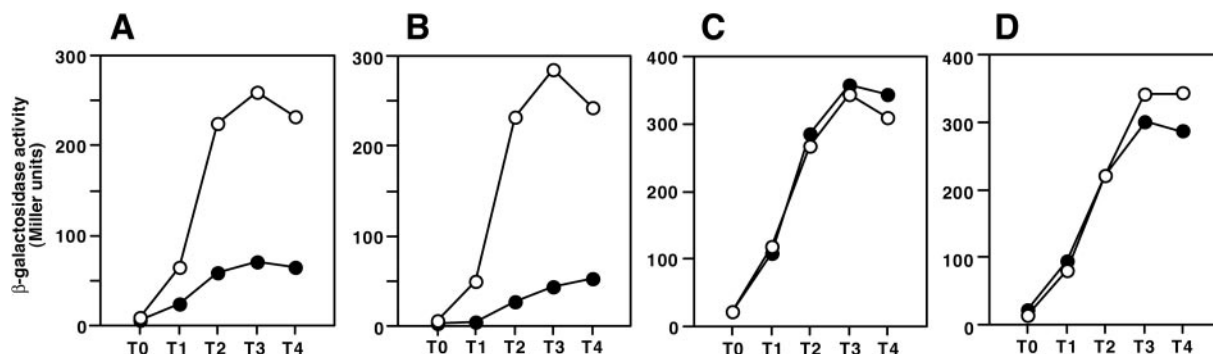 A B C D
β-galactosidase activity
(Miller units)
300 300 400 400
300 300
200 200
200 200
100 100
100 100
0 0 0 0
T0 T1 T2 T3 T4 T0 T1 T2 T3 T4 T0 T1 T2 T3 T4 T0 T1 T2 T3 T4